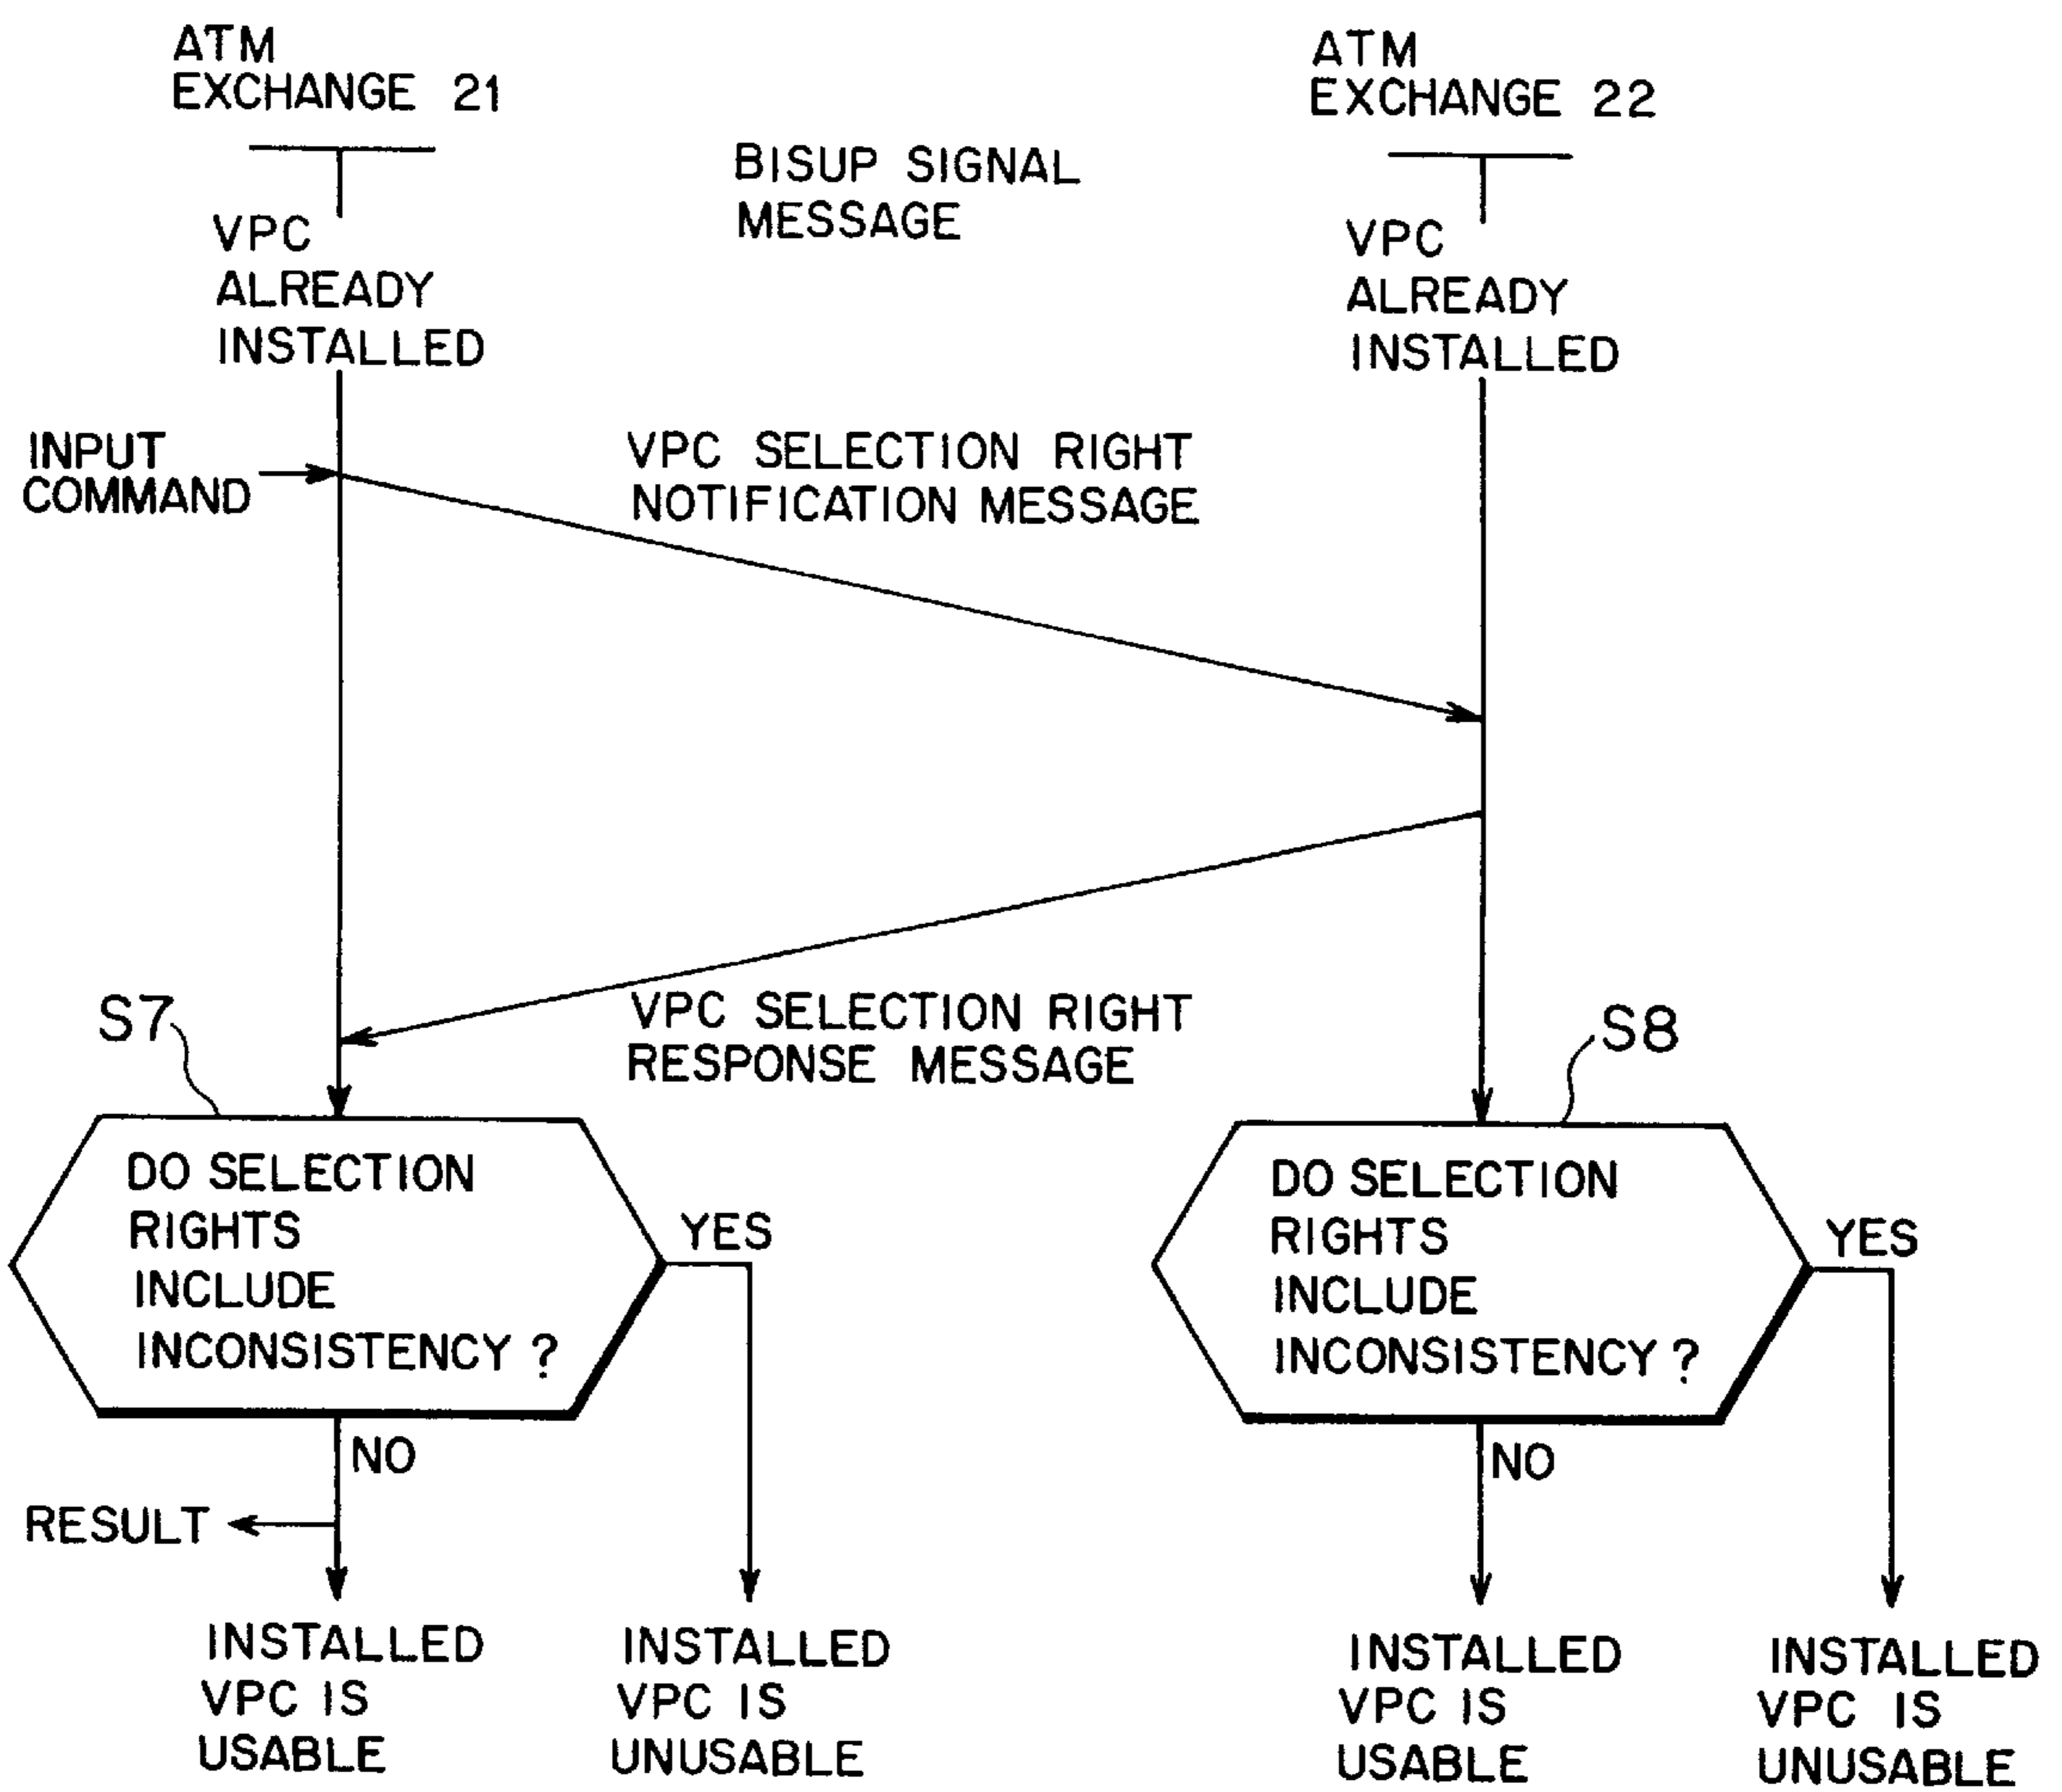 ATM
EXCHANGE 21
ATM
EXCHANGE 22
BISUP SIGNAL
MESSAGE
VPC
ALREADY
INSTALLED
VPC
ALREADY
INSTALLED
INPUT
COMMAND
VPC SELECTION RIGHT
NOTIFICATION MESSAGE
VPC SELECTION RIGHT
RESPONSE MESSAGE
S7
S8
DO SELECTION
RIGHTS
INCLUDE
INCONSISTENCY ?
YES
DO SELECTION
RIGHTS
INCLUDE
INCONSISTENCY ?
YES
NO
NO
RESULT
INSTALLED
VPC IS
USABLE
INSTALLED
VPC IS
UNUSABLE
INSTALLED
VPC IS
USABLE
INSTALLED
VPC IS
UNUSABLE